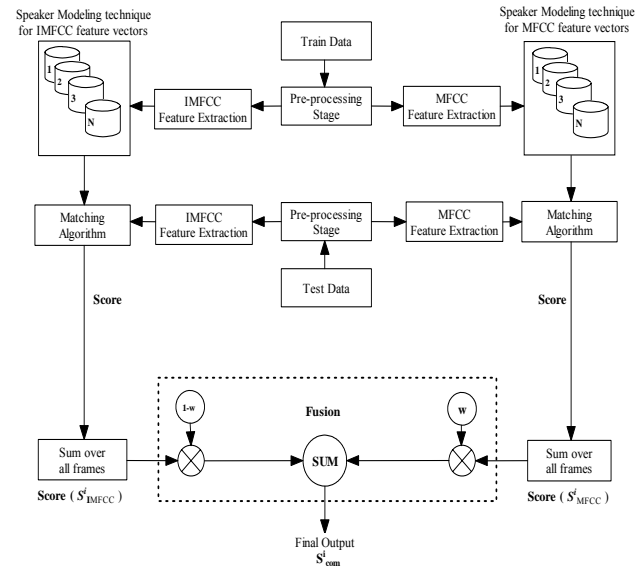 Speaker Modeling technique
for IMFCC feature vectors
Speaker Modeling technique
for MFCC feature vectors
Train Data
1
2
3
N
IMFCC
Feature Extraction
Pre-processing
Stage
MFCC
Feature Extraction
1
2
3
N
Matching
Algorithm
IMFCC
Feature Extraction
Pre-processing
Stage
MFCC
Feature Extraction
Matching
Algorithm
Test Data
Score
Score
1-w
Fusion
w
Sum over
all frames
SUM
Sum over
all frames
Score ( S^i_IMFCC )
Score ( S^i_MFCC )
Final Output
S^i_com